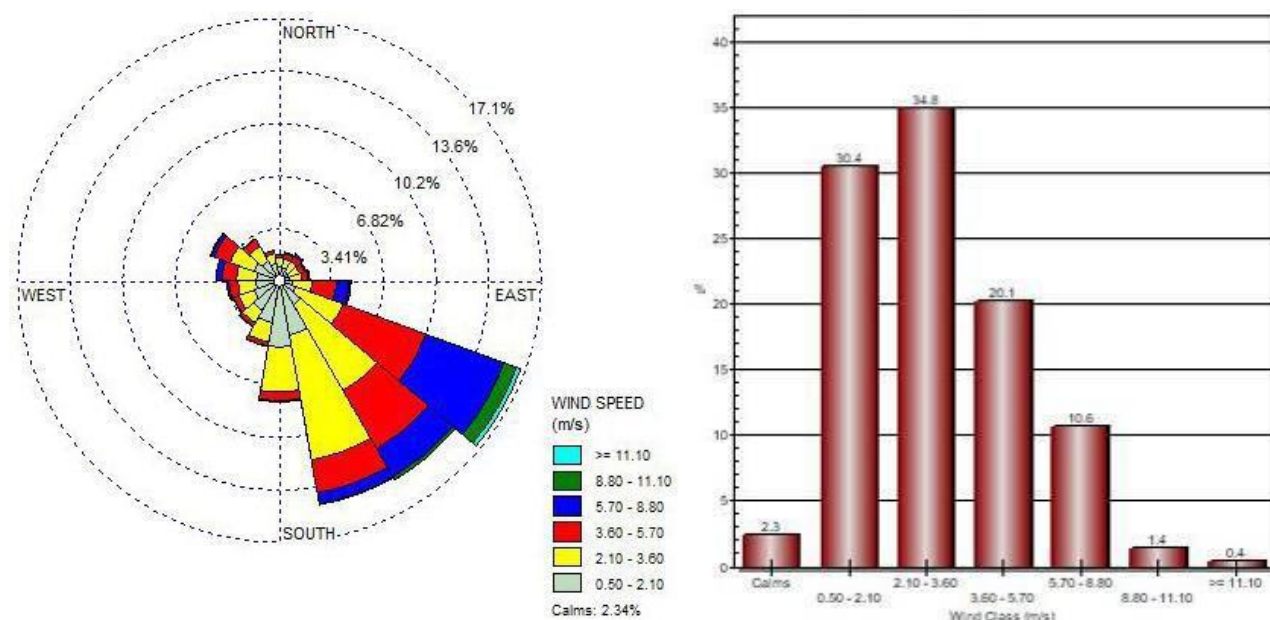 NORTH
17.1%
13.6%
10.2%
6.82%
3.41%
WEST
EAST
SOUTH
WIND SPEED
(m/s)
>= 11.10
8.80 - 11.10
5.70 - 8.80
3.60 - 5.70
2.10 - 3.60
0.50 - 2.10
Calms: 2.34%
40
35
30
25
20
15
10
5
0
%
2.3
30.4
34.8
20.1
10.6
1.4
0.4
Calms
0.50 - 2.10
2.10 - 3.60
3.60 - 5.70
5.70 - 8.80
8.80 - 11.10
>= 11.10
Wind Class (m/s)